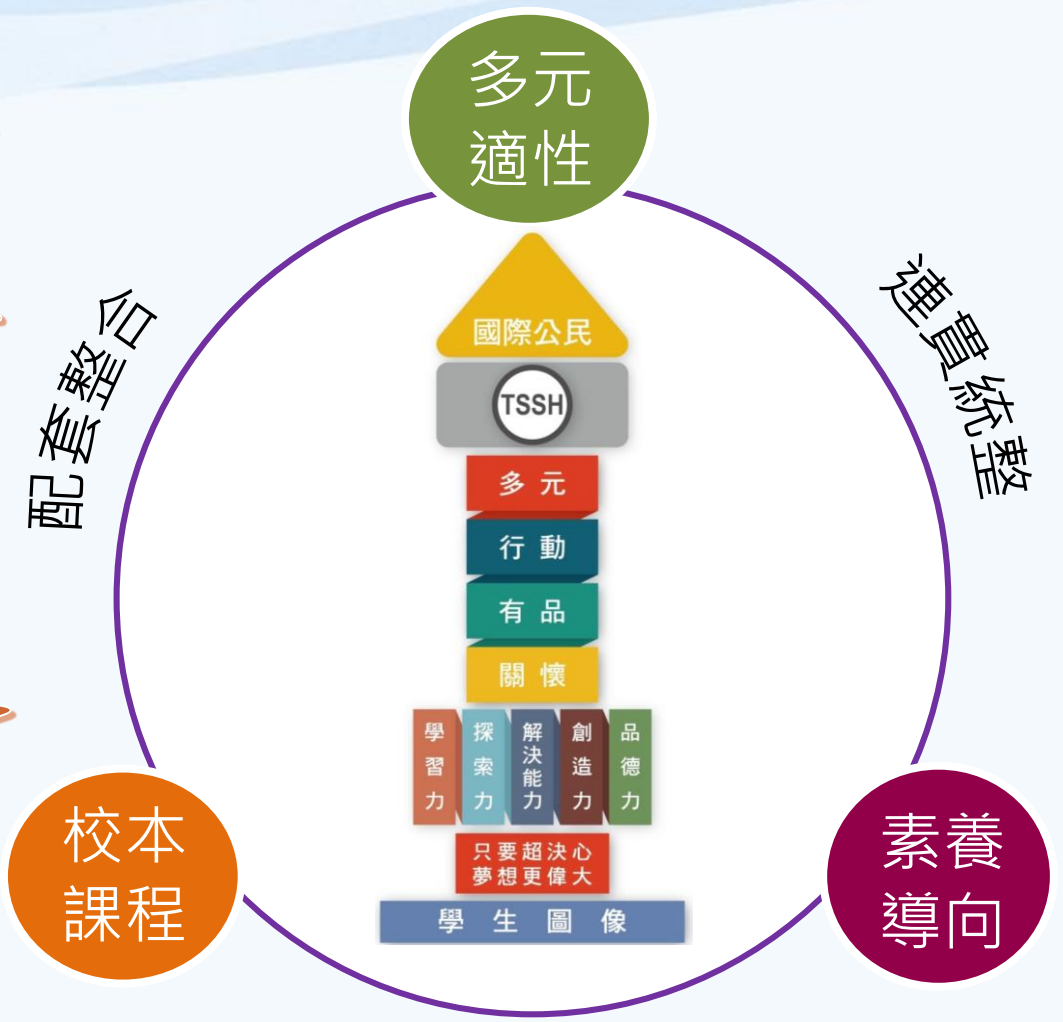 多元
適性
配套整合
連貫統整
國際公民
TSSH
多元
行動
有品
關懷
學習力
探索力
解決能力
創造力
品德力
只要超決心
夢想更偉大
學生圖像
校本
課程
素養
導向